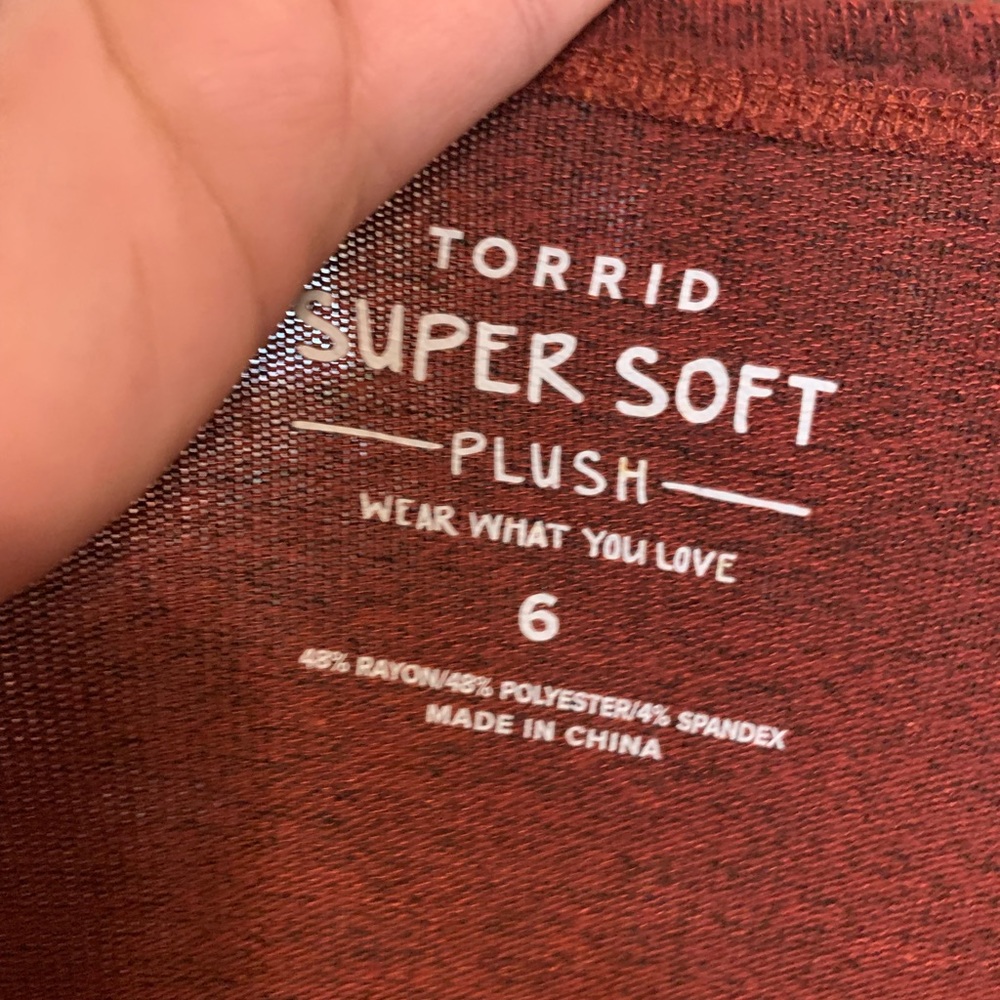 TORRID
SUPER SOFT
PLUSH
WEAR WHAT YOU LOVE
6
48% RAYON/48% POLYESTER/4% SPANDEX
MADE IN CHINA